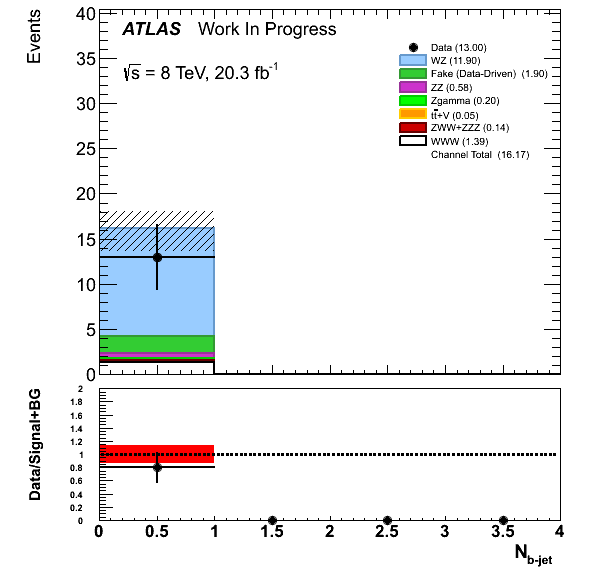 Events
40
35
30
25
20
15
10
5
0
ATLAS Work In Progress
√s = 8 TeV, 20.3 fb⁻¹
Data (13.00)
WZ (11.90)
Fake (Data-Driven) (1.90)
ZZ (0.58)
Zgamma (0.20)
tt̄+V (0.05)
ZWW+ZZZ (0.14)
WWW (1.39)
Channel Total (16.17)
Data/Signal+BG
2
1.8
1.6
1.4
1.2
1
0.8
0.6
0.4
0.2
0
0 0.5 1 1.5 2 2.5 3 3.5 4
N_b-jet